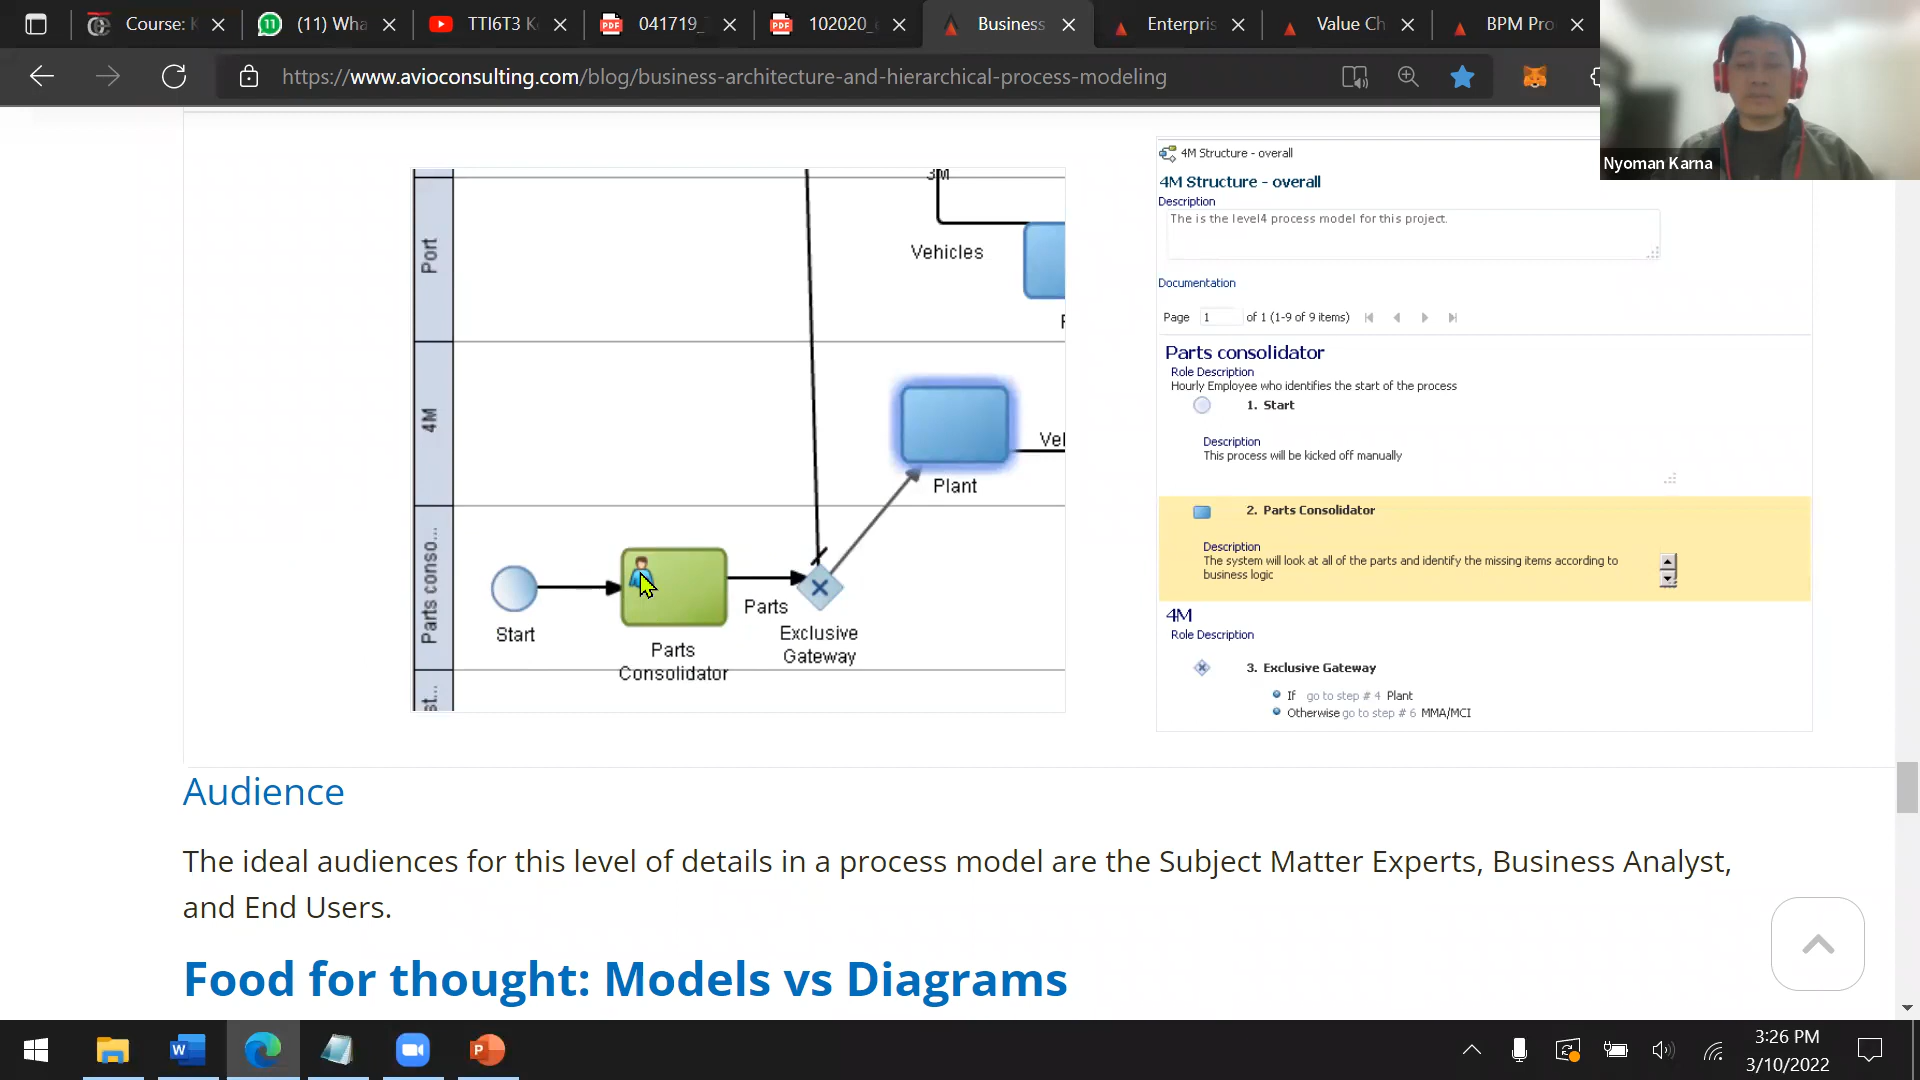 Course: K
(11) Wha
TTI6T3 K
041719_
102020_
Business
Enterpris
Value Ch
BPM Pro
https://www.avioconsulting.com/blog/business-architecture-and-hierarchical-process-modeling
Nyoman Karna
Port
3M
Vehicles
4M
Vel
Plant
Parts conso...
Start
Parts
Consolidator
Parts
Exclusive
Gateway
st...
4M Structure - overall
4M Structure - overall
Description
The is the level4 process model for this project.
Documentation
Page 1 of 1 (1-9 of 9 items)
Parts consolidator
Role Description
Hourly Employee who identifies the start of the process
1. Start
Description
This process will be kicked off manually
2. Parts Consolidator
Description
The system will look at all of the parts and identify the missing items according to
business logic
4M
Role Description
3. Exclusive Gateway
If go to step # 4 Plant
Otherwise go to step # 6 MMA/MCI
Audience
The ideal audiences for this level of details in a process model are the Subject Matter Experts, Business Analyst,
and End Users.
Food for thought: Models vs Diagrams
3:26 PM
3/10/2022